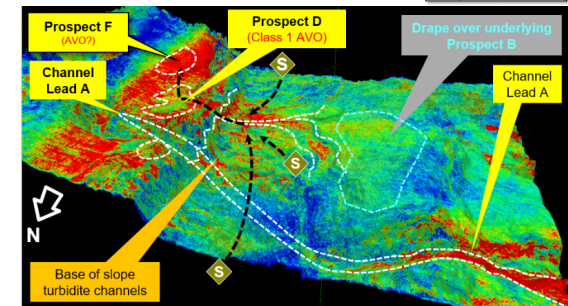 Prospect F
(AVO?)
Prospect D
(Class 1 AVO)
Drape over underlying
Prospect B
Channel
Lead A
Channel
Lead A
S
S
S
N
Base of slope
turbidite channels